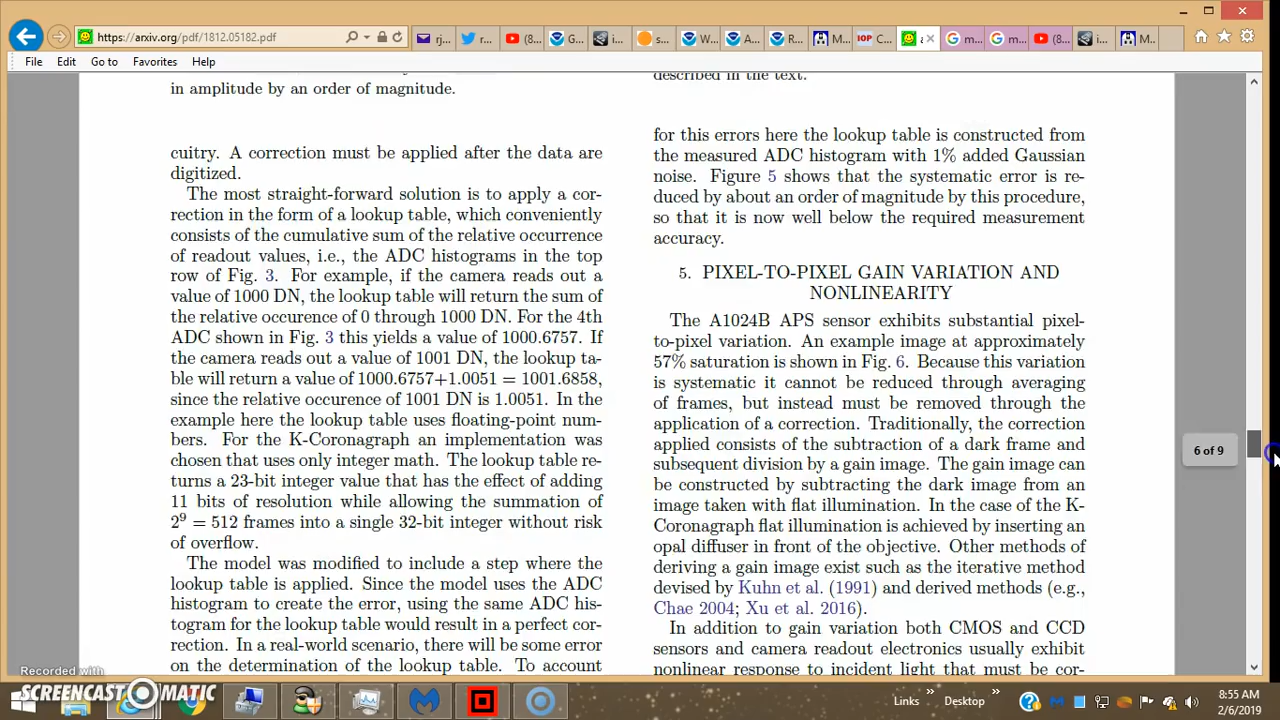 https://arxiv.org/pdf/1812.05182.pdf
rj...
r...
(8...
G...
i...
s...
W...
A...
R...
M...
IOP C...
m...
m...
(8...
i...
M...
File Edit Go to Favorites Help
in amplitude by an order of magnitude.
cuitry. A correction must be applied after the data are
digitized.
The most straight-forward solution is to apply a cor-
rection in the form of a lookup table, which conveniently
consists of the cumulative sum of the relative occurrence
of readout values, i.e., the ADC histograms in the top
row of Fig. 3. For example, if the camera reads out a
value of 1000 DN, the lookup table will return the sum of
the relative occurence of 0 through 1000 DN. For the 4th
ADC shown in Fig. 3 this yields a value of 1000.6757. If
the camera reads out a value of 1001 DN, the lookup ta-
ble will return a value of 1000.6757+1.0051 = 1001.6858,
since the relative occurence of 1001 DN is 1.0051. In the
example here the lookup table uses floating-point num-
bers. For the K-Coronagraph an implementation was
chosen that uses only integer math. The lookup table re-
turns a 23-bit integer value that has the effect of adding
11 bits of resolution while allowing the summation of
2⁹ = 512 frames into a single 32-bit integer without risk
of overflow.
The model was modified to include a step where the
lookup table is applied. Since the model uses the ADC
histogram to create the error, using the same ADC his-
togram for the lookup table would result in a perfect cor-
rection. In a real-world scenario, there will be some error
on the determination of the lookup table. To account
described in the text.
for this errors here the lookup table is constructed from
the measured ADC histogram with 1% added Gaussian
noise. Figure 5 shows that the systematic error is re-
duced by about an order of magnitude by this procedure,
so that it is now well below the required measurement
accuracy.
5. PIXEL-TO-PIXEL GAIN VARIATION AND
NONLINEARITY
The A1024B APS sensor exhibits substantial pixel-
to-pixel variation. An example image at approximately
57% saturation is shown in Fig. 6. Because this variation
is systematic it cannot be reduced through averaging
of frames, but instead must be removed through the
application of a correction. Traditionally, the correction
applied consists of the subtraction of a dark frame and
subsequent division by a gain image. The gain image can
be constructed by subtracting the dark image from an
image taken with flat illumination. In the case of the K-
Coronagraph flat illumination is achieved by inserting an
opal diffuser in front of the objective. Other methods of
deriving a gain image exist such as the iterative method
devised by Kuhn et al. (1991) and derived methods (e.g.,
Chae 2004; Xu et al. 2016).
In addition to gain variation both CMOS and CCD
sensors and camera readout electronics usually exhibit
nonlinear response to incident light that must be cor-
6 of 9
Recorded with
SCREENCAST MATIC
Links »
Desktop »
8:55 AM
2/6/2019